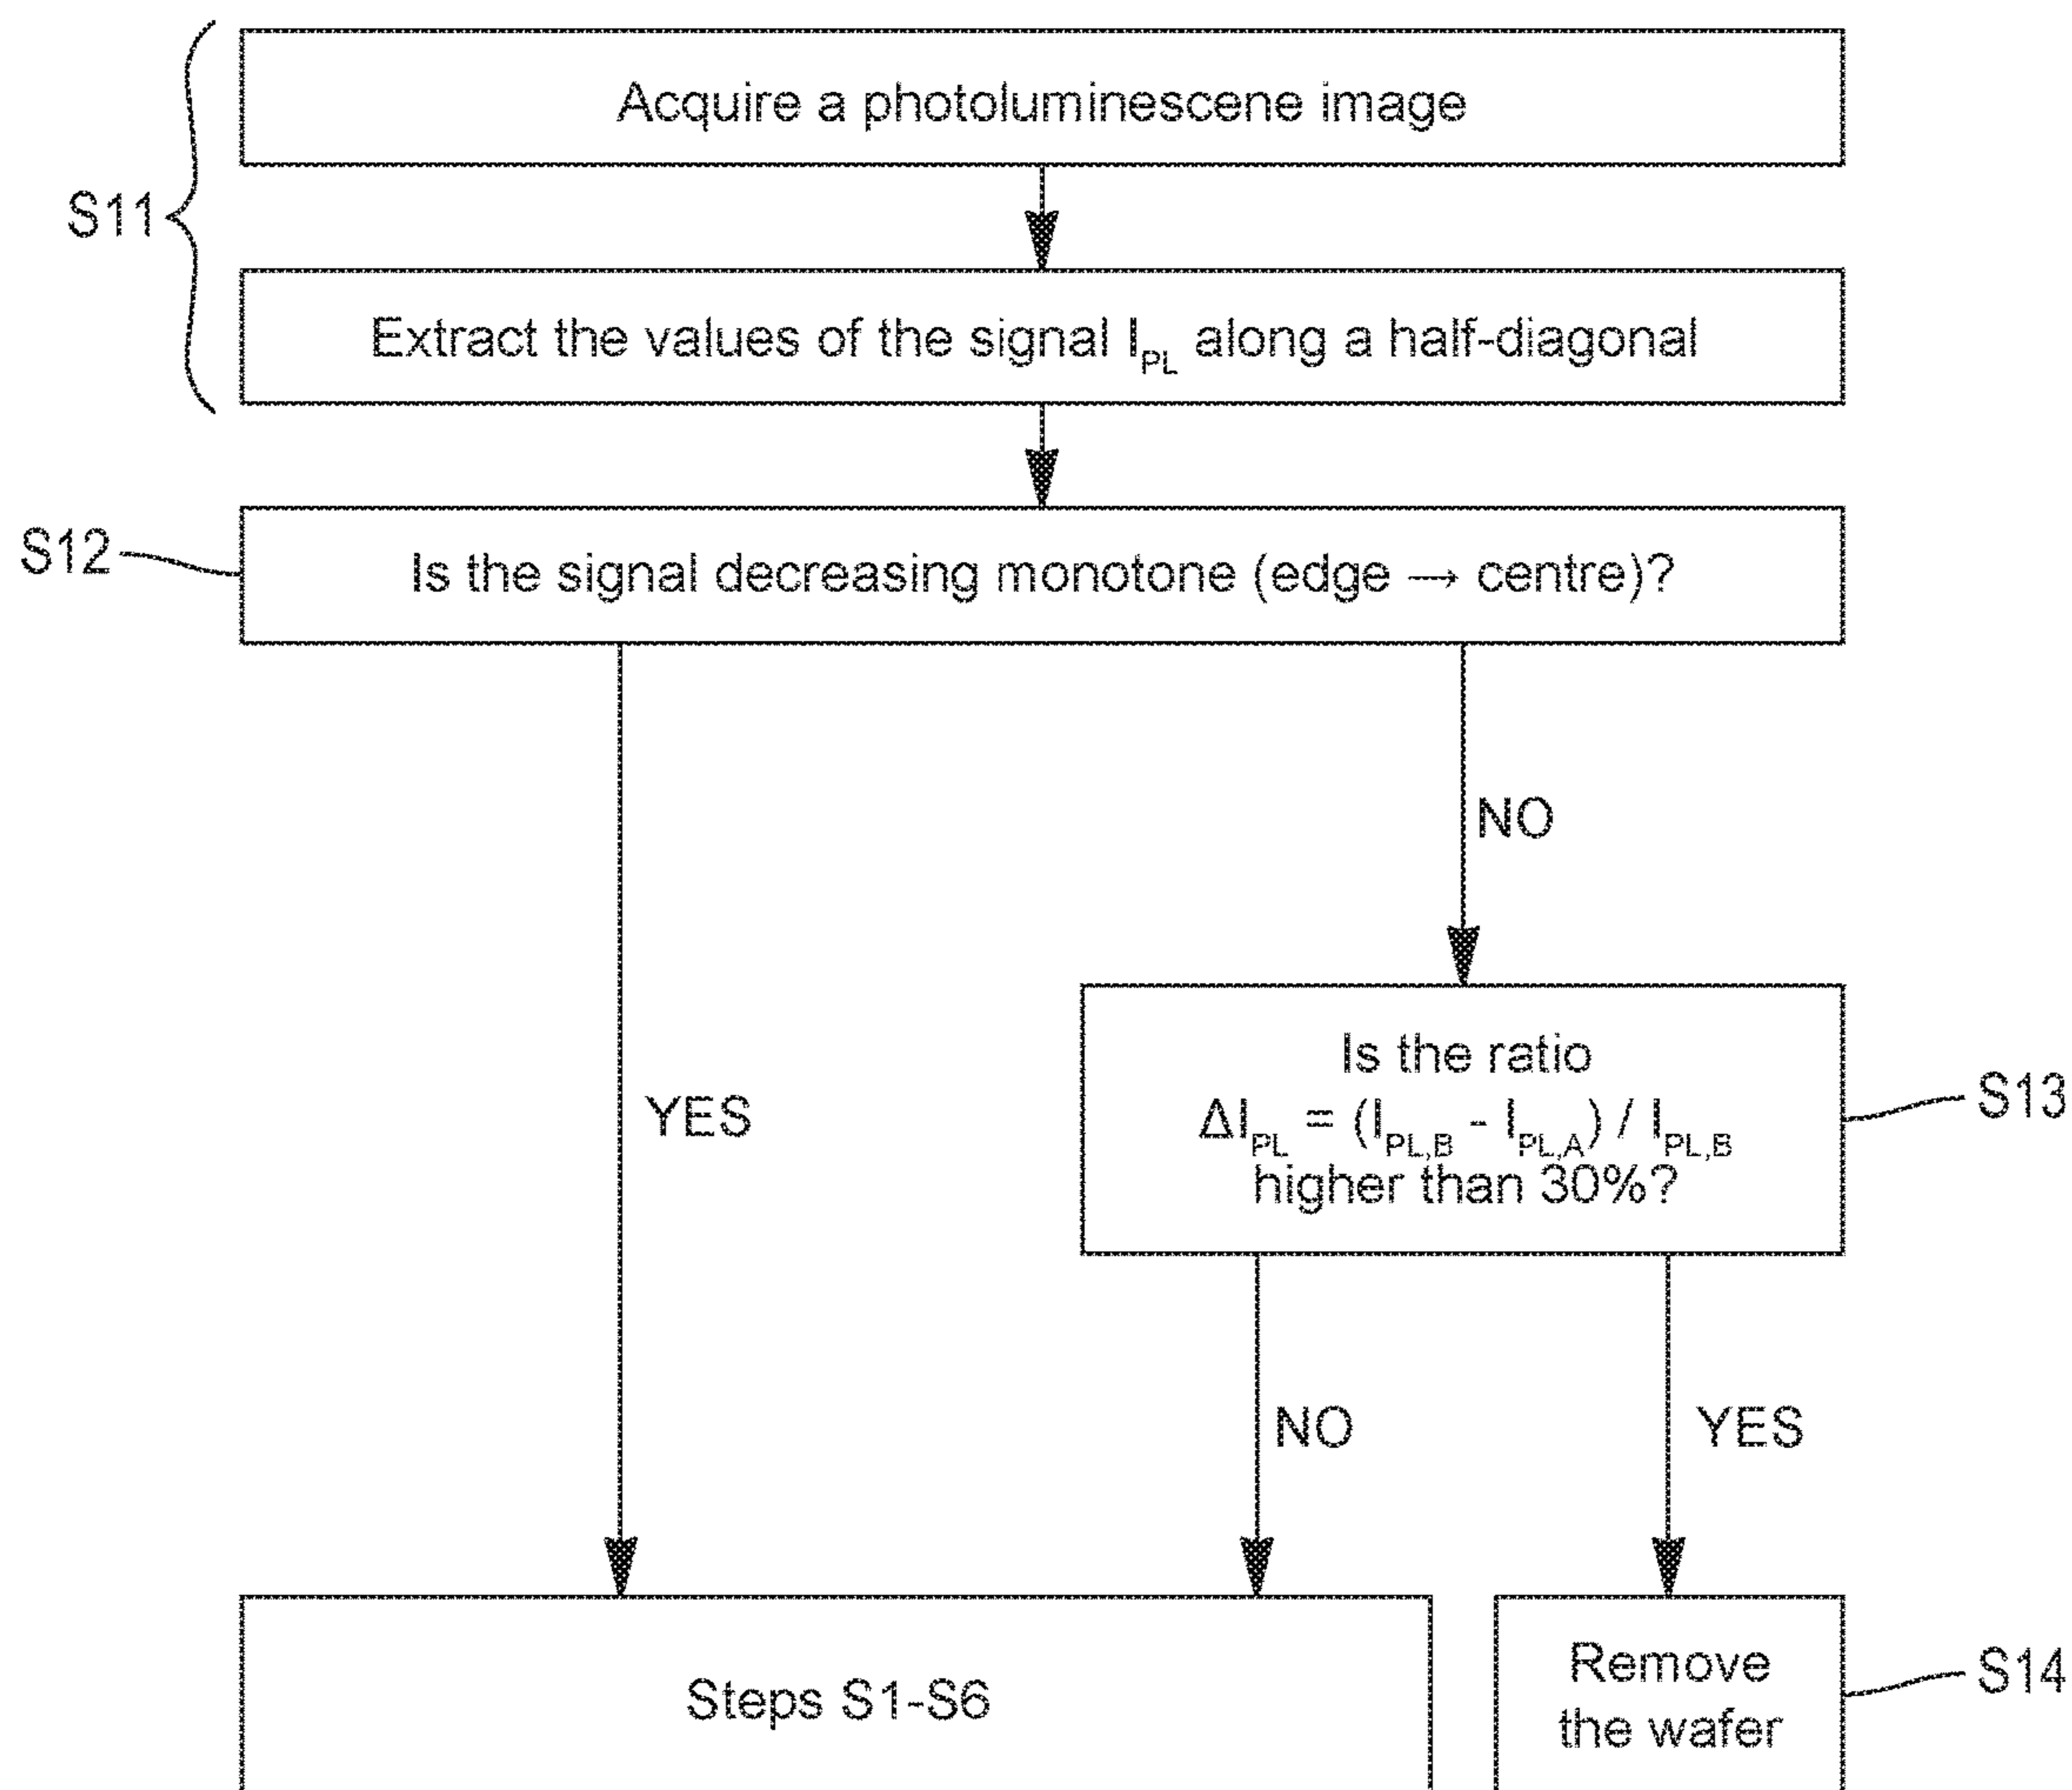 Acquire a photoluminescene image
S11
Extract the values of the signal I_PL along a half-diagonal
S12
Is the signal decreasing monotone (edge → centre)?
NO
YES
Is the ratio
ΔI_PL = (I_PL,B - I_PL,A) / I_PL,B
higher than 30%?
S13
NO
YES
Steps S1-S6
Remove
the wafer
S14